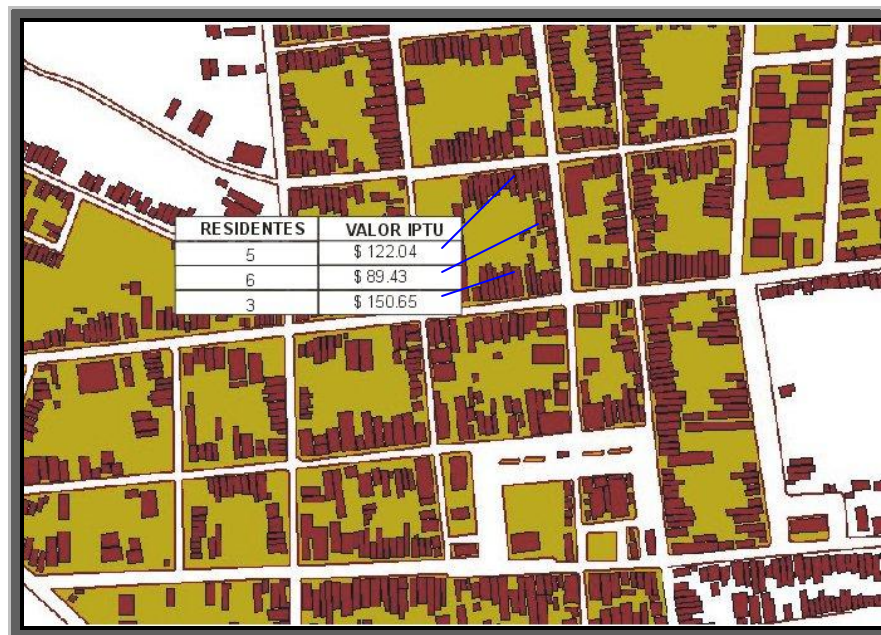 RESIDENTES VALOR IPTU
5 $ 122.04
6 $ 89.43
3 $ 150.65